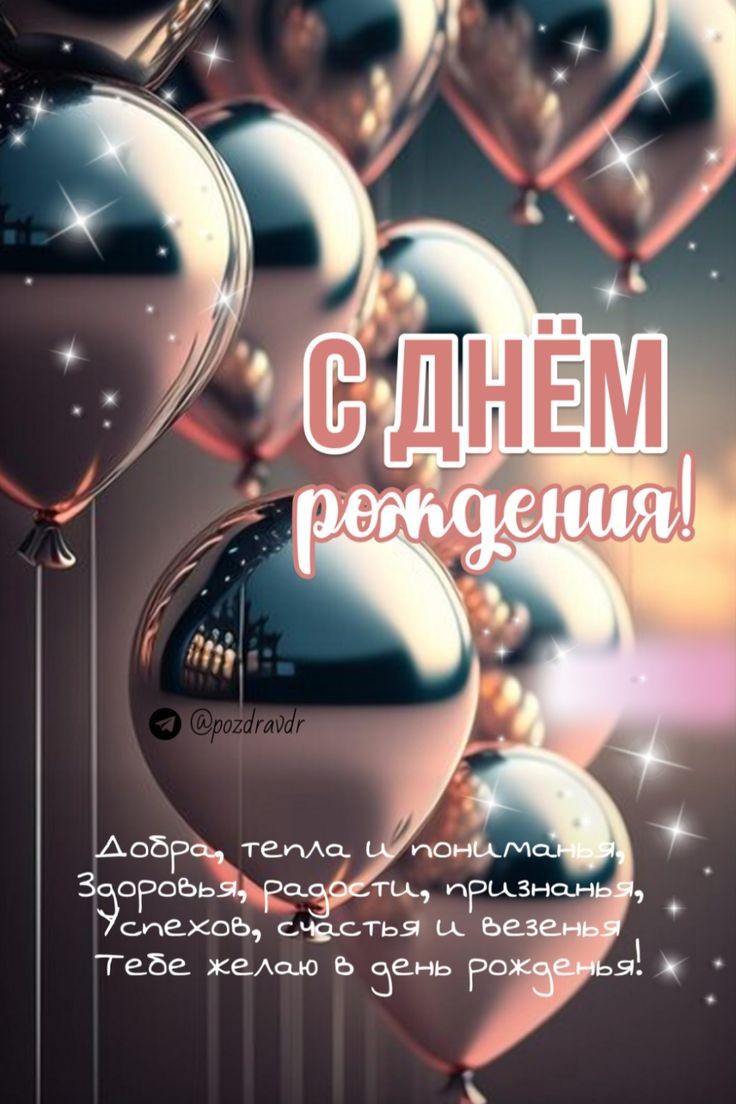 С ДНЁМ
рождения!
@pozdravdr
Добра, тепла и пониманья,
Здоровья, радости, признанья,
Успехов, счастья и везенья
Тебе желаю в день рожденья!